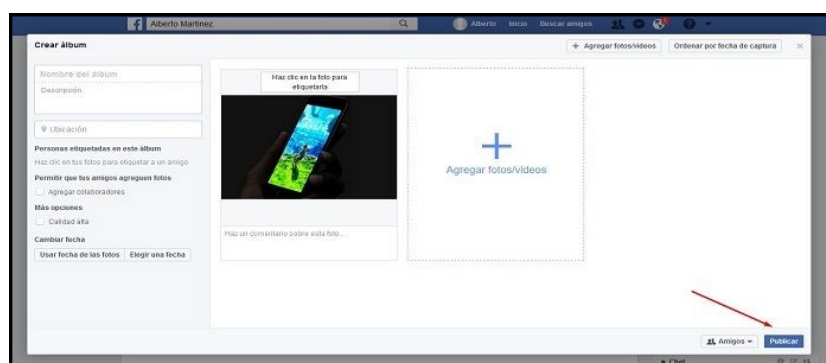 Alberto Martinez
Alberto Inicio Buscar amigos
Crear álbum
+ Agregar fotos/videos
Ordenar por fecha de captura
Nombre del álbum
Descripción
Ubicación
Personas etiquetadas en este álbum
Haz clic en tus fotos para etiquetar a un amigo
Permitir que tus amigos agreguen fotos
Agregar colaboradores
Más opciones
Calidad alta
Cambiar fecha
Usar fecha de las fotos
Elegir una fecha
Haz clic en la foto para
etiquetarla
Haz un comentario sobre esta foto...
Agregar fotos/videos
Amigos
Publicar
Chat